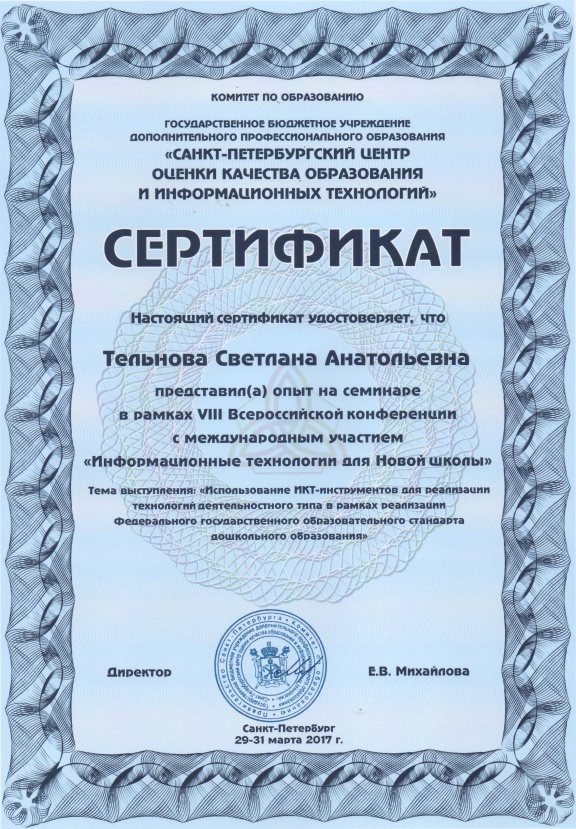 КОМИТЕТ ПО ОБРАЗОВАНИЮ
ГОСУДАРСТВЕННОЕ БЮДЖЕТНОЕ УЧРЕЖДЕНИЕ
ДОПОЛНИТЕЛЬНОГО ПРОФЕССИОНАЛЬНОГО ОБРАЗОВАНИЯ
«САНКТ-ПЕТЕРБУРГСКИЙ ЦЕНТР
ОЦЕНКИ КАЧЕСТВА ОБРАЗОВАНИЯ
И ИНФОРМАЦИОННЫХ ТЕХНОЛОГИЙ»
СЕРТИФИКАТ
Настоящий сертификат удостоверяет, что
Тельнова Светлана Анатольевна
представил(а) опыт на семинаре
в рамках VIII Всероссийской конференции
с международным участием
«Информационные технологии для Новой школы»
Тема выступления: «Использование ИКТ-инструментов для реализации
технологий деятельностного типа в рамках реализации
Федерального государственного образовательного стандарта
дошкольного образования»
Директор
Е.В. Михайлова
Санкт-Петербург
29-31 марта 2017 г.